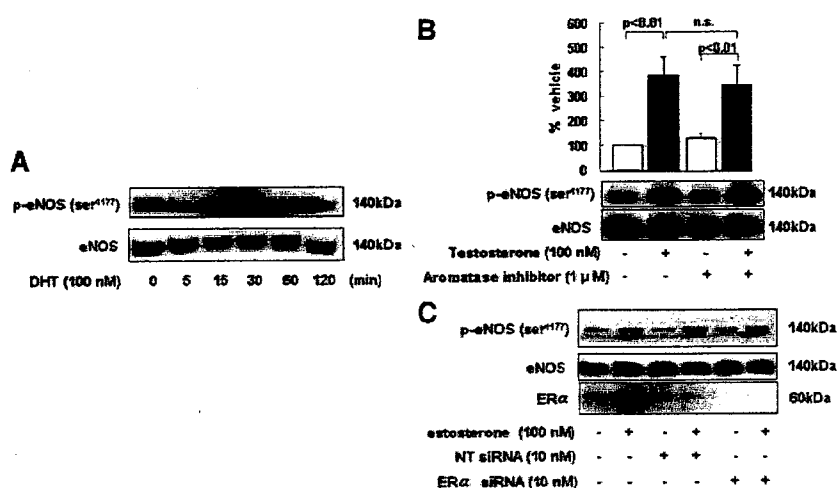 A
p-eNOS (ser1177) 140kDa
eNOS 140kDa
DHT (100 nM) 0 5 15 30 60 120 (min)
B
% vehicle
600
500
400
300
200
100
0
p<0.01
n.s.
p<0.01
p-eNOS (ser1177) 140kDa
eNOS 140kDa
Testosterone (100 nM) - + - +
Aromatase inhibitor (1 μM) - - + +
C
p-eNOS (ser1177) 140kDa
eNOS 140kDa
ERα 60kDa
estosterone (100 nM) - + - + - +
NT siRNA (10 nM) - - + + - -
ERα siRNA (10 nM) - - - - + +